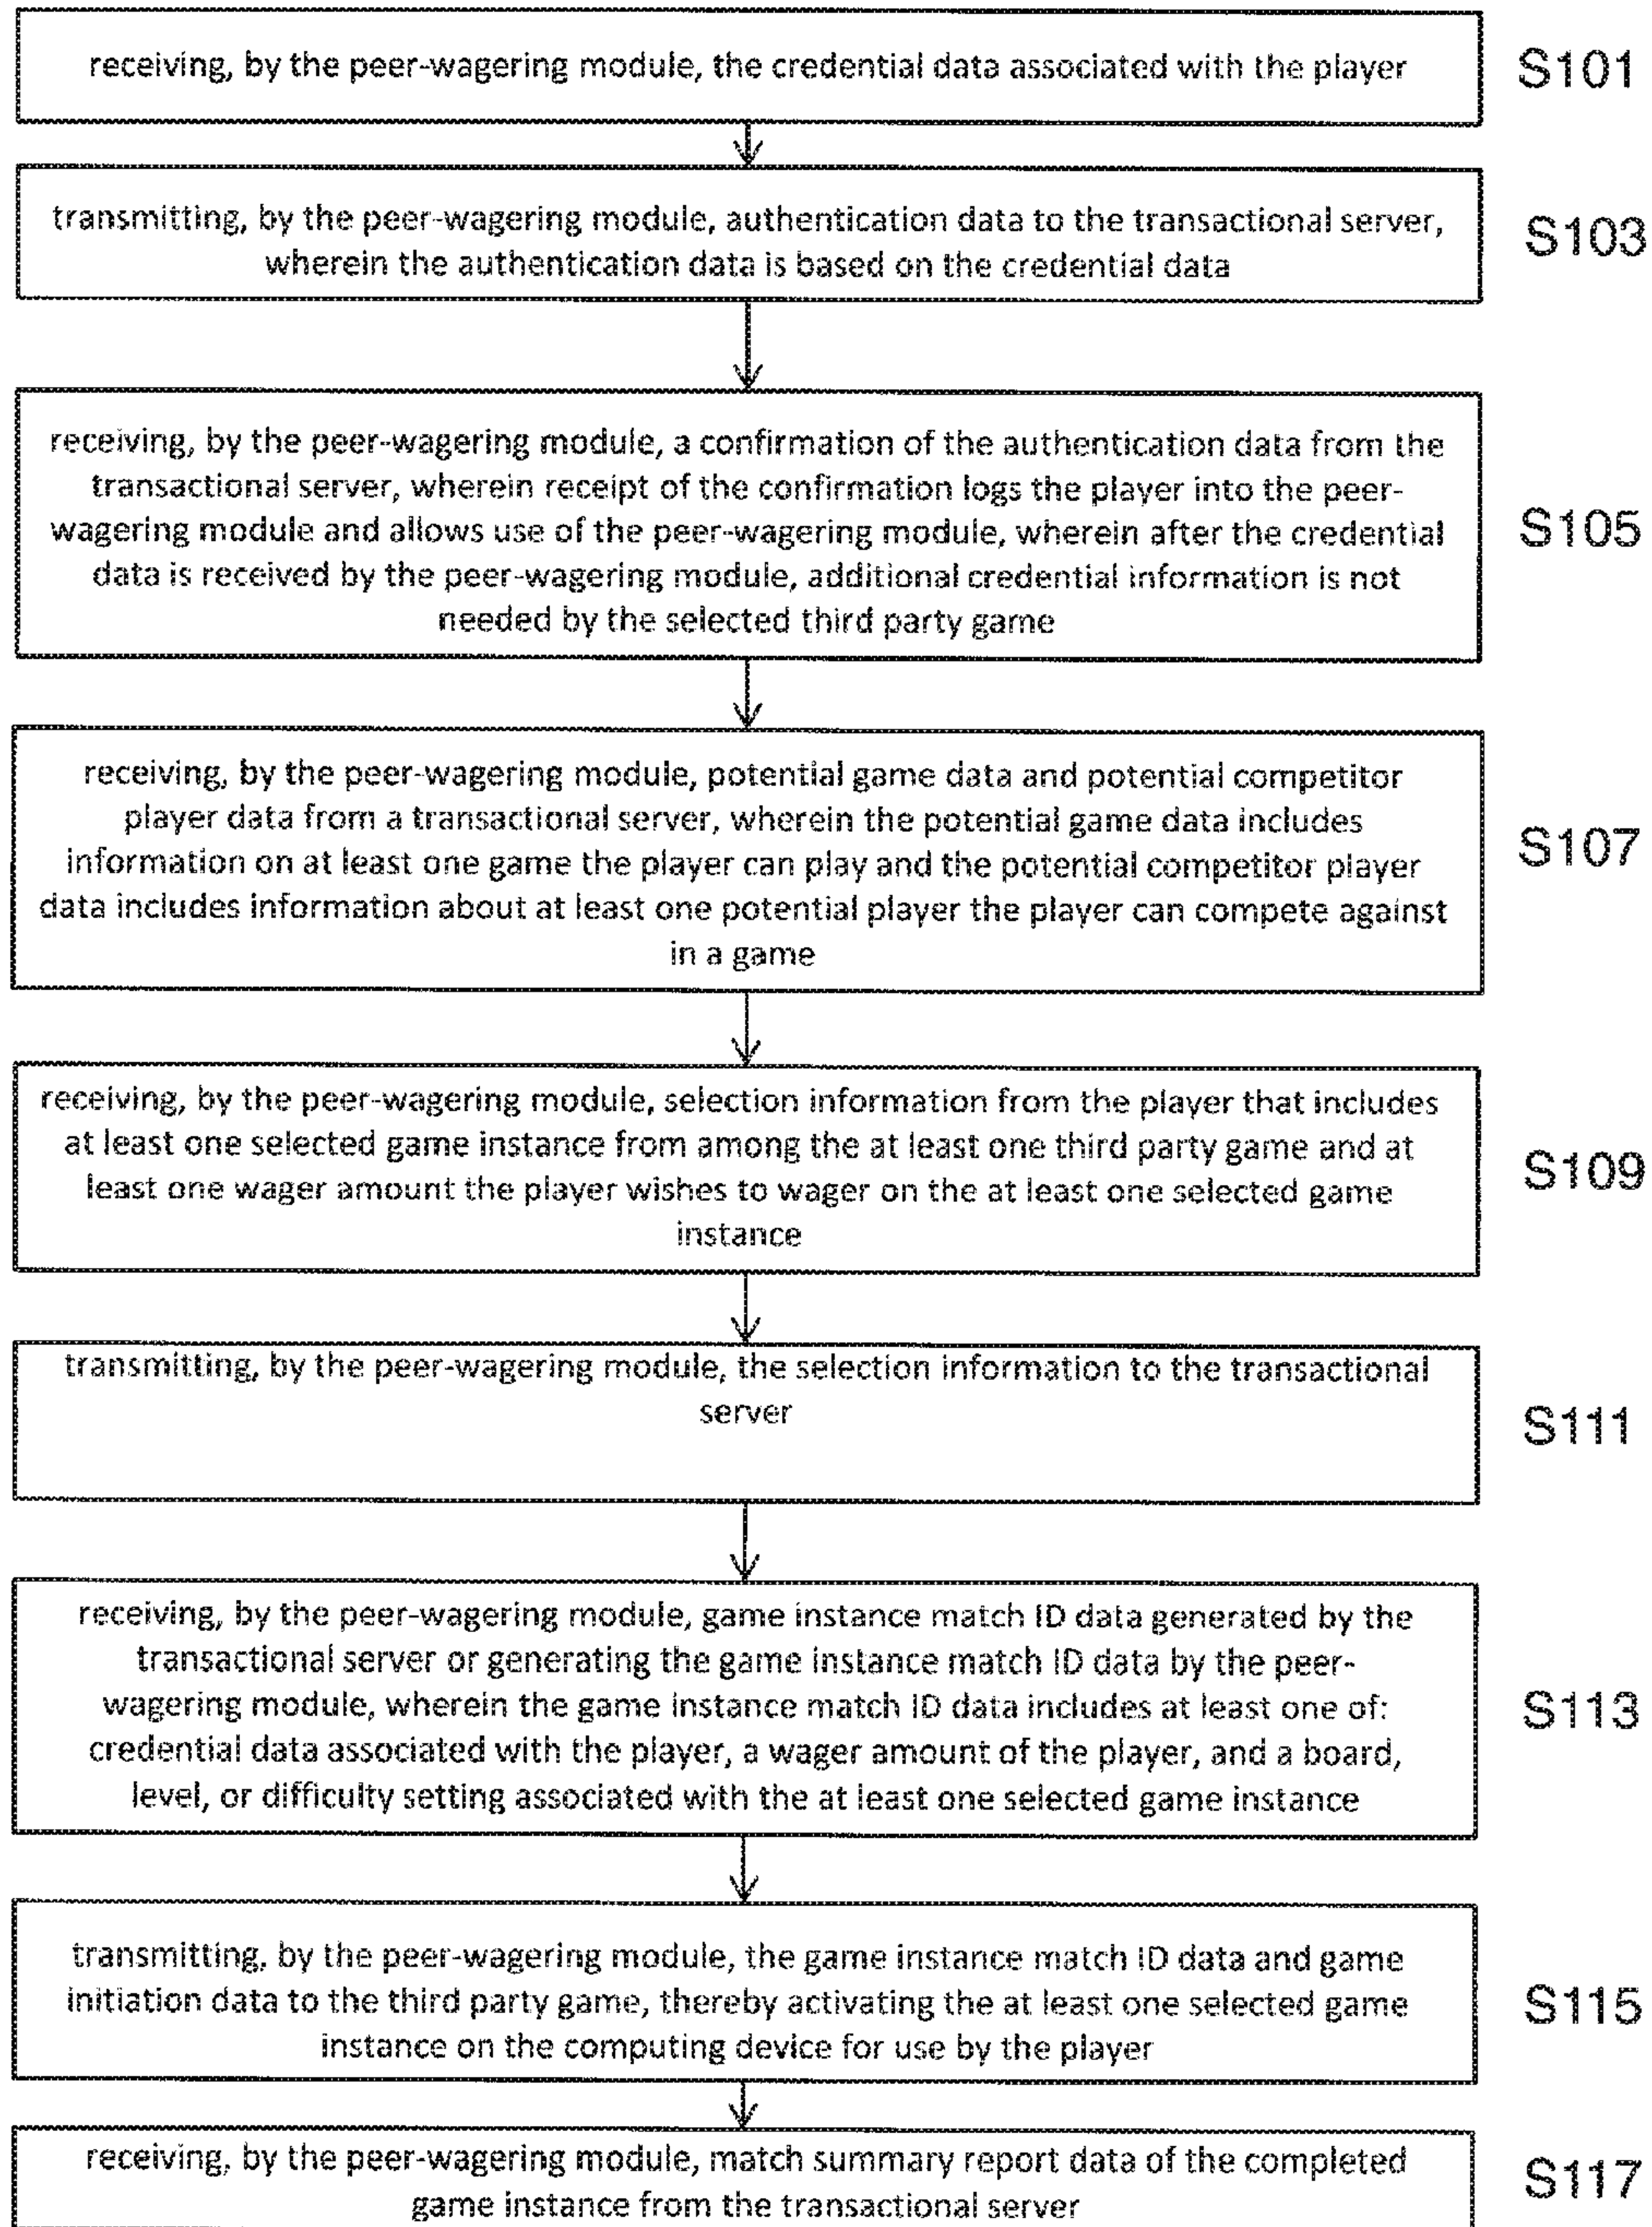 receiving, by the peer-wagering module, the credential data associated with the player
S101
transmitting, by the peer-wagering module, authentication data to the transactional server,
wherein the authentication data is based on the credential data
S103
receiving, by the peer-wagering module, a confirmation of the authentication data from the
transactional server, wherein receipt of the confirmation logs the player into the peer-
wagering module and allows use of the peer-wagering module, wherein after the credential
data is received by the peer-wagering module, additional credential information is not
needed by the selected third party game
S105
receiving, by the peer-wagering module, potential game data and potential competitor
player data from a transactional server, wherein the potential game data includes
information on at least one game the player can play and the potential competitor player
data includes information about at least one potential player the player can compete against
in a game
S107
receiving, by the peer-wagering module, selection information from the player that includes
at least one selected game instance from among the at least one third party game and at
least one wager amount the player wishes to wager on the at least one selected game
instance
S109
transmitting, by the peer-wagering module, the selection information to the transactional
server
S111
receiving, by the peer-wagering module, game instance match ID data generated by the
transactional server or generating the game instance match ID data by the peer-
wagering module, wherein the game instance match ID data includes at least one of:
credential data associated with the player, a wager amount of the player, and a board,
level, or difficulty setting associated with the at least one selected game instance
S113
transmitting, by the peer-wagering module, the game instance match ID data and game
initiation data to the third party game, thereby activating the at least one selected game
instance on the computing device for use by the player
S115
receiving, by the peer-wagering module, match summary report data of the completed
game instance from the transactional server
S117